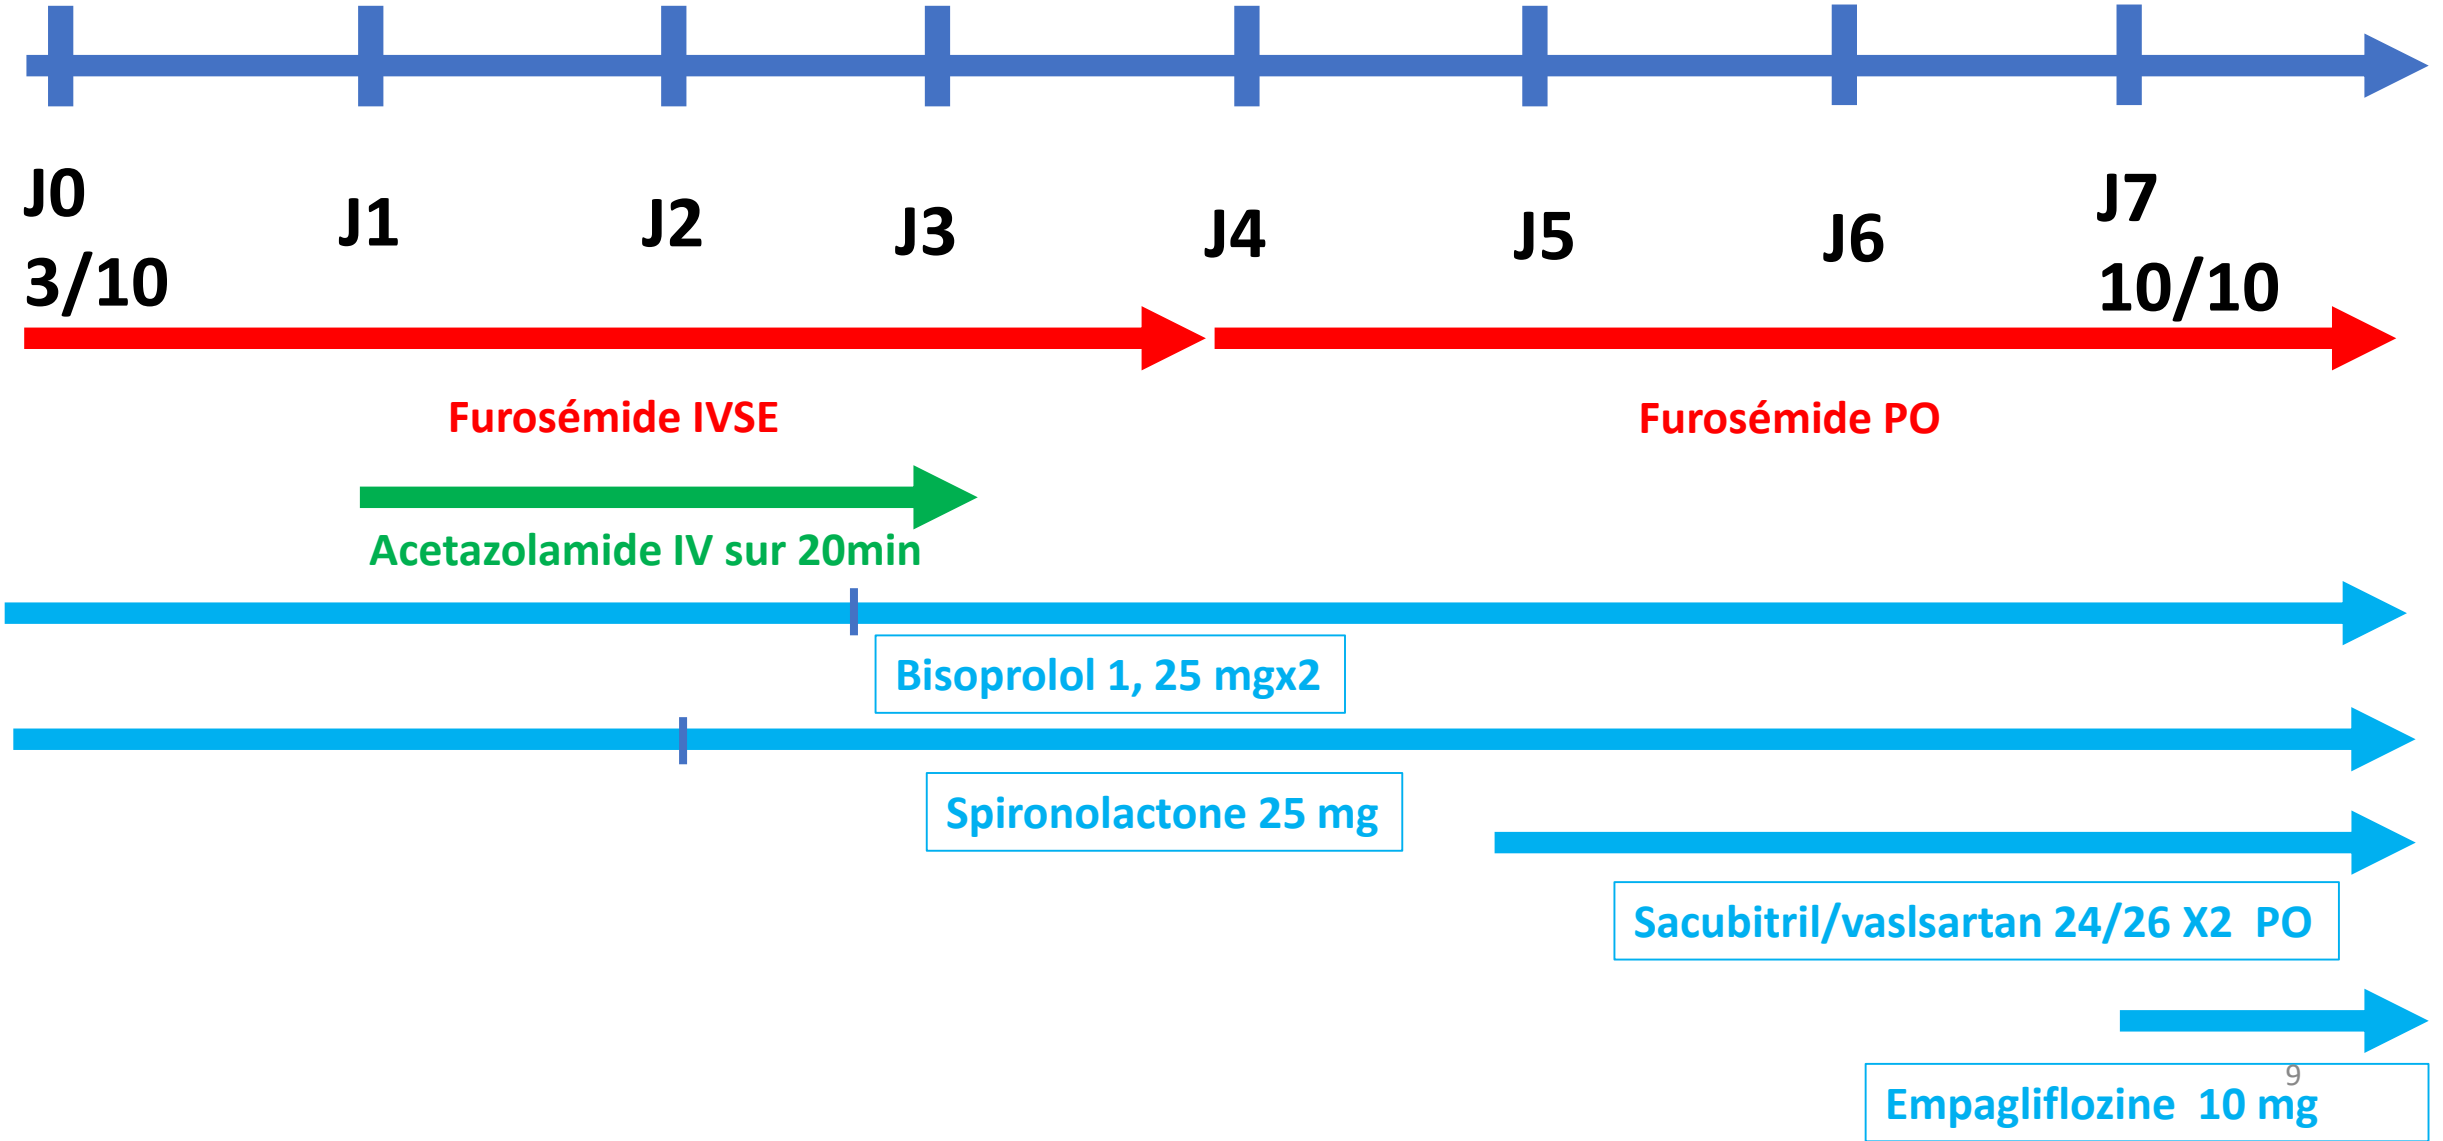 J0
3/10
J1
J2
J3
J4
J5
J6
J7
10/10
Furosémide IVSE
Furosémide PO
Acetazolamide IV sur 20min
Bisoprolol 1, 25 mgx2
Spironolactone 25 mg
Sacubitril/vaslsartan 24/26 X2 PO
9
Empagliflozine 10 mg